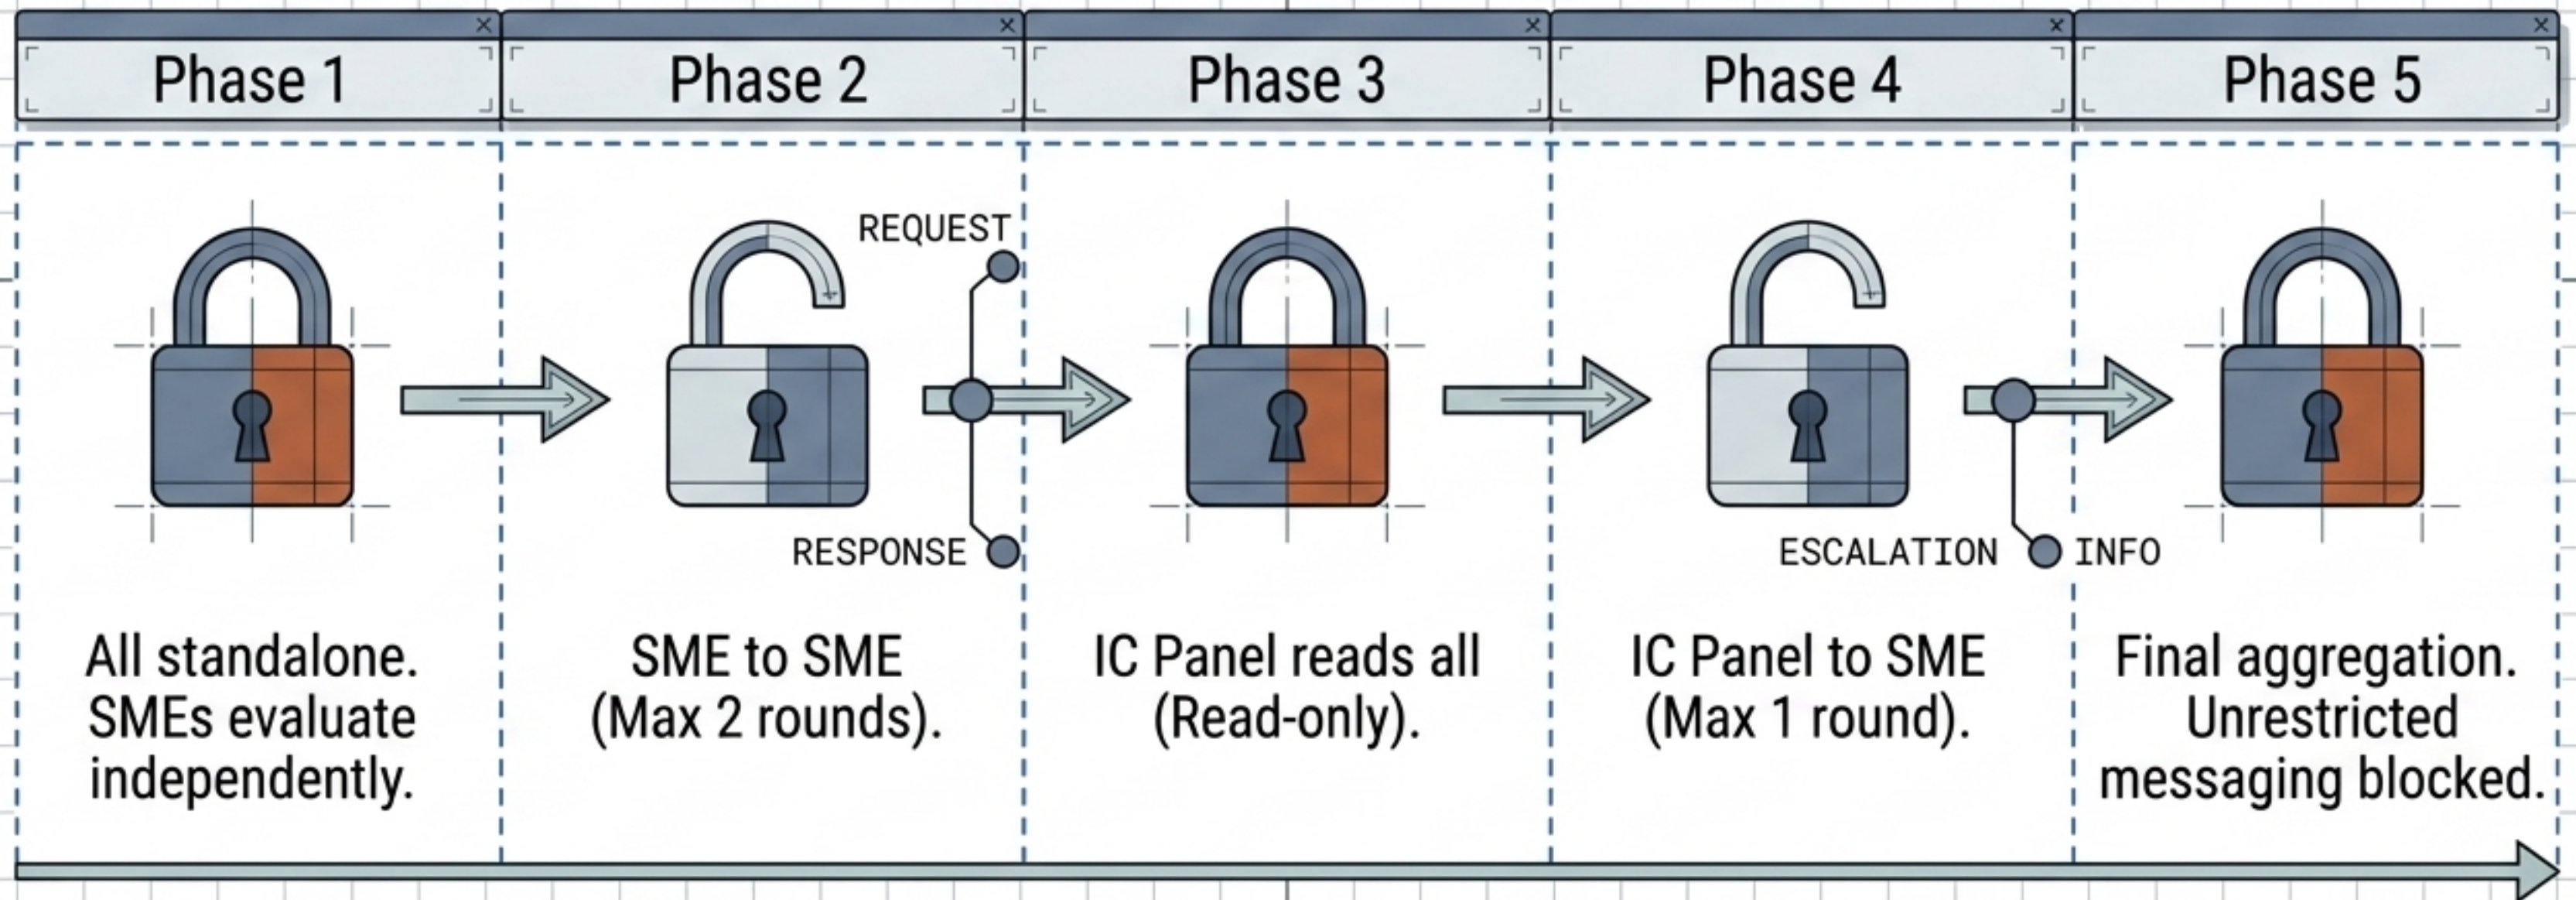 Phase 1
Phase 2
Phase 3
Phase 4
Phase 5
REQUEST
RESPONSE
ESCALATION
INFO
All standalone.
SMEs evaluate
independently.
SME to SME
(Max 2 rounds).
IC Panel reads all
(Read-only).
IC Panel to SME
(Max 1 round).
Final aggregation.
Unrestricted
messaging blocked.